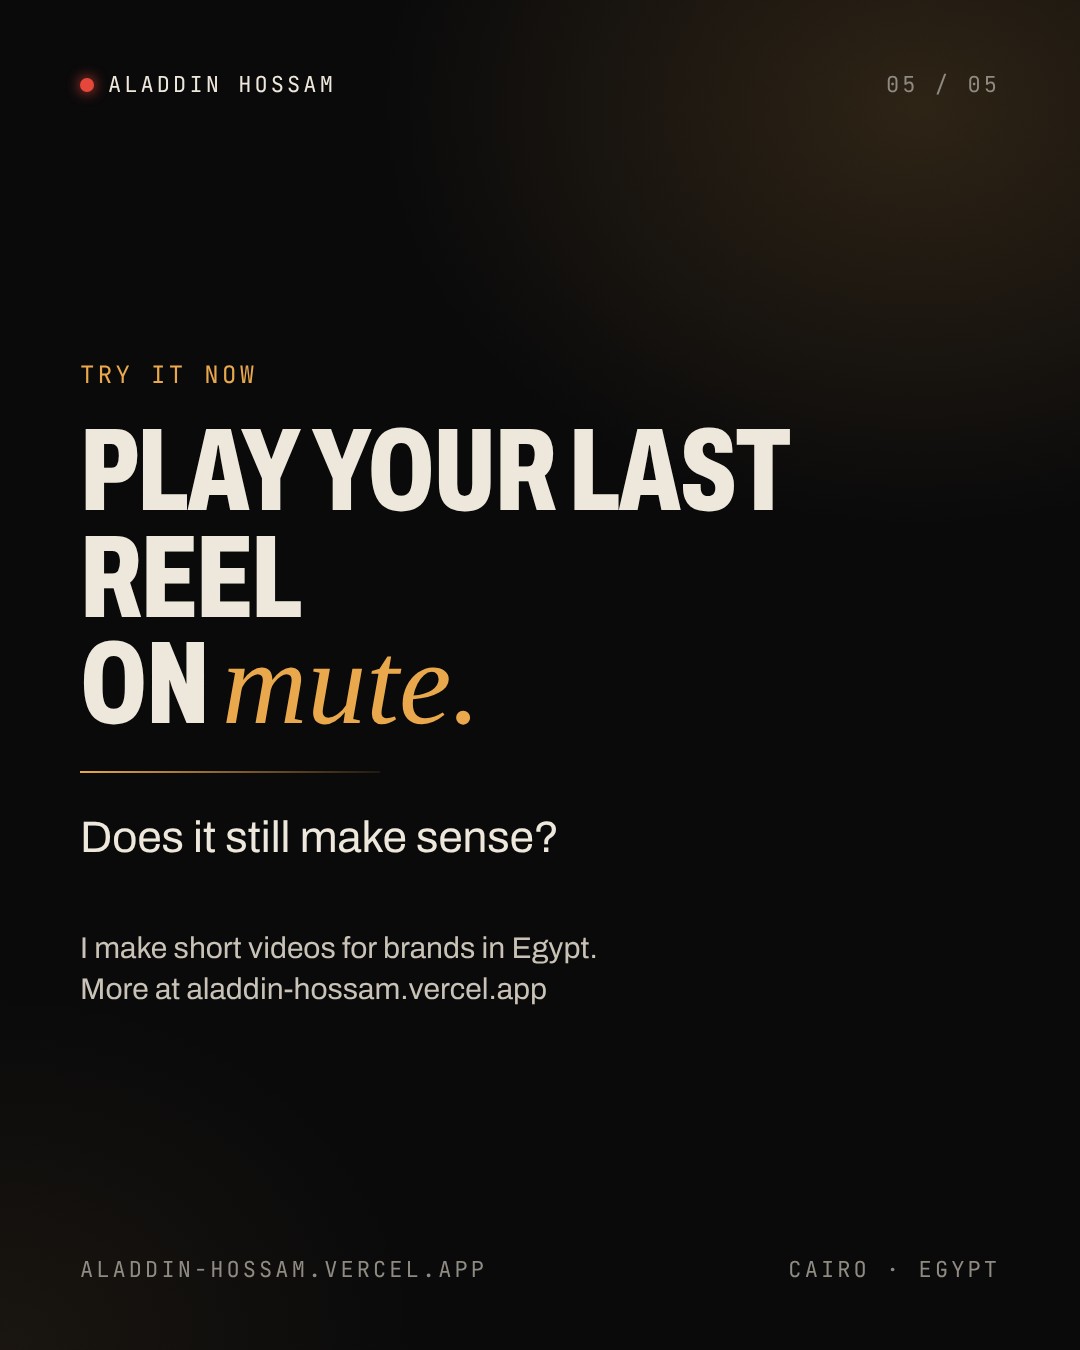 ALADDIN HOSSAM
05 / 05
TRY IT NOW
PLAY YOUR LAST
REEL
ON mute.
Does it still make sense?
I make short videos for brands in Egypt.
More at aladdin-hossam.vercel.app
ALADDIN-HOSSAM.VERCEL.APP
CAIRO · EGYPT